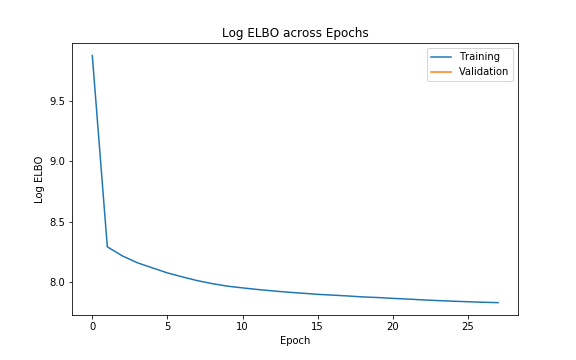 Log ELBO across Epochs
Training
Validation
9.5
9.0
8.5
8.0
Log ELBO
0 5 10 15 20 25
Epoch